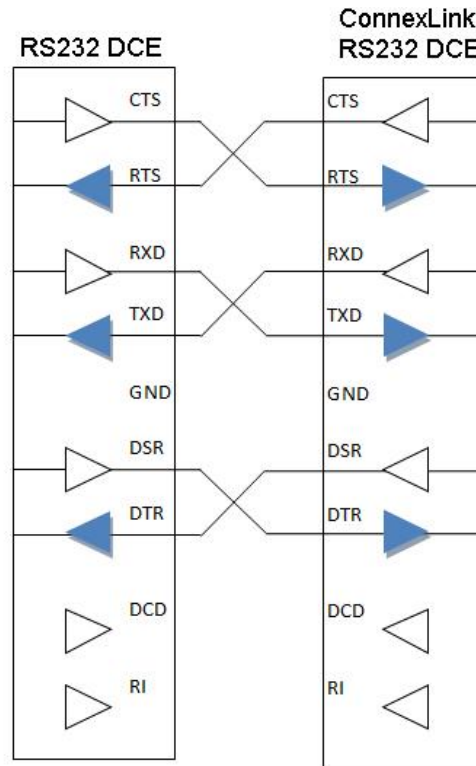 RS232 DCE
CTS
RTS
RXD
TXD
GND
DSR
DTR
DCD
RI
ConnexLink
RS232 DCE
CTS
RTS
RXD
TXD
GND
DSR
DTR
DCD
RI